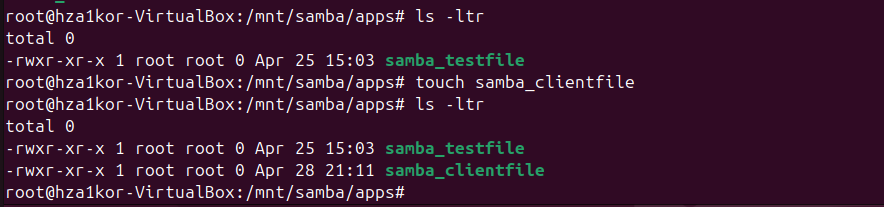 root@hza1kor-VirtualBox:/mnt/samba/apps# ls -ltr
total 0
-rwxr-xr-x 1 root root 0 Apr 25 15:03 samba_testfile
root@hza1kor-VirtualBox:/mnt/samba/apps# touch samba_clientfile
root@hza1kor-VirtualBox:/mnt/samba/apps# ls -ltr
total 0
-rwxr-xr-x 1 root root 0 Apr 25 15:03 samba_testfile
-rwxr-xr-x 1 root root 0 Apr 28 21:11 samba_clientfile
root@hza1kor-VirtualBox:/mnt/samba/apps#